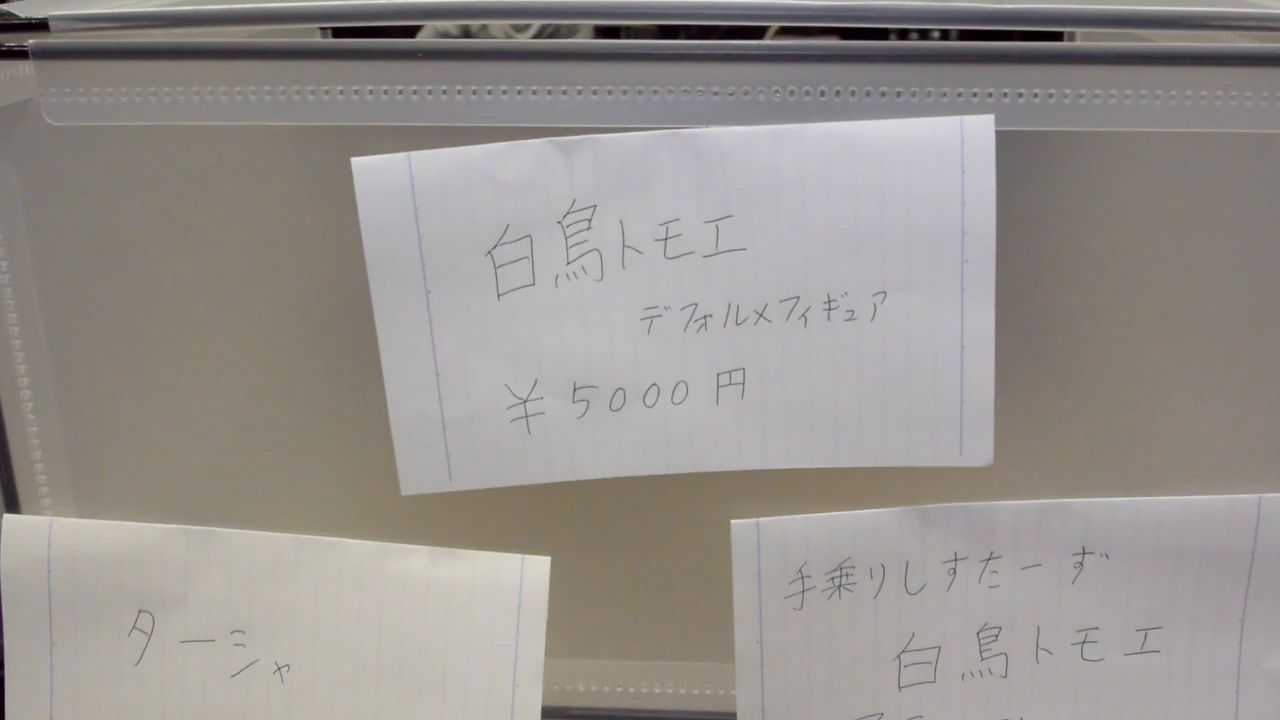 白鳥トモエ
デフォルメフィギュア
¥5000円
ターシャ
手乗りしすたーず
白鳥トモエ